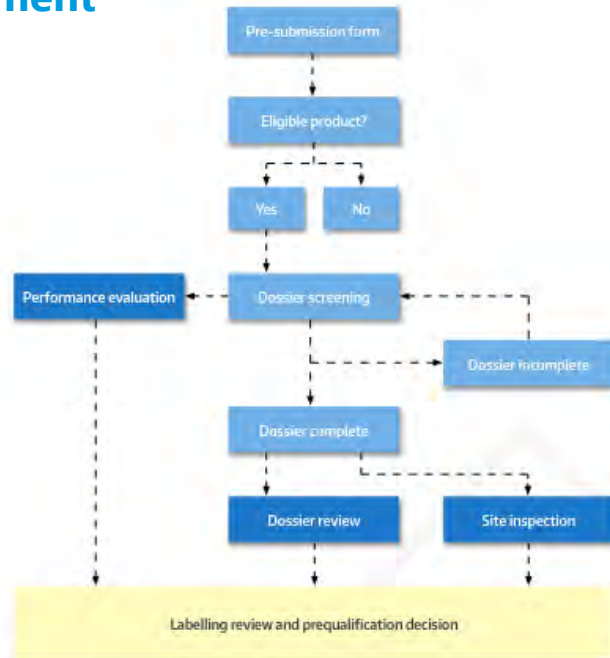 Pre-submission form
Eligible product?
Yes
No
Performance evaluation
Dossier screening
Dossier incomplete
Dossier complete
Dossier review
Site inspection
Labelling review and prequalification decision